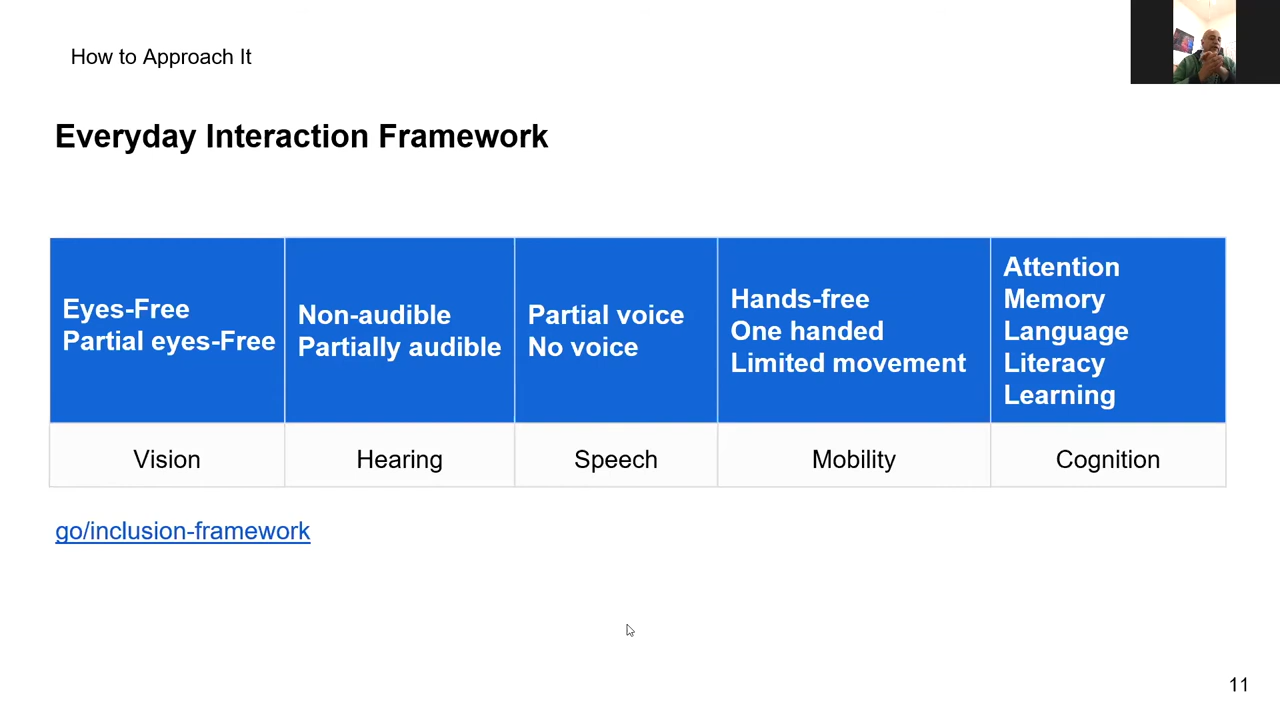 How to Approach It
Everyday Interaction Framework
Eyes-Free
Partial eyes-Free
Non-audible
Partially audible
Partial voice
No voice
Hands-free
One handed
Limited movement
Attention
Memory
Language
Literacy
Learning
Vision
Hearing
Speech
Mobility
Cognition
go/inclusion-framework
11